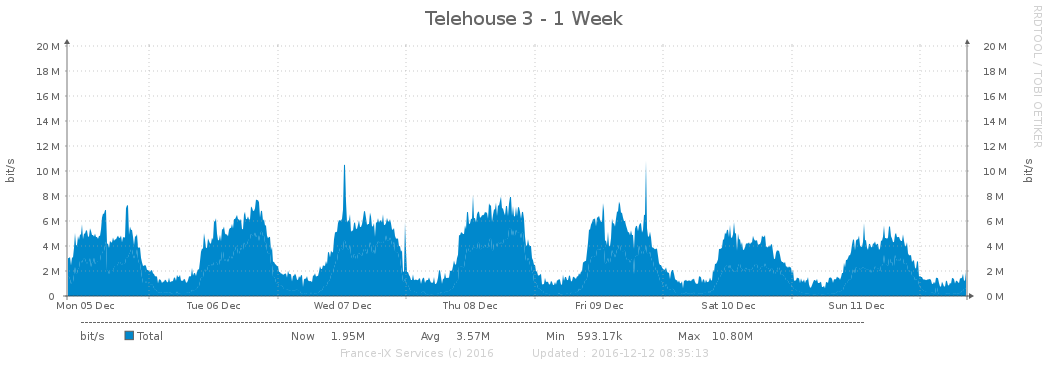 Telehouse 3 - 1 Week
RRDTOOL / TOBI OETIKER
bit/s
20 M 20 M
18 M 18 M
16 M 16 M
14 M 14 M
12 M 12 M
10 M 10 M
8 M 8 M
6 M 6 M
4 M 4 M
2 M 2 M
0 0 M
bit/s
Mon 05 Dec Tue 06 Dec Wed 07 Dec Thu 08 Dec Fri 09 Dec Sat 10 Dec Sun 11 Dec
bit/s Total Now 1.95M Avg 3.57M Min 593.17k Max 10.80M
France-IX Services (c) 2016 Updated : 2016-12-12 08:35:13